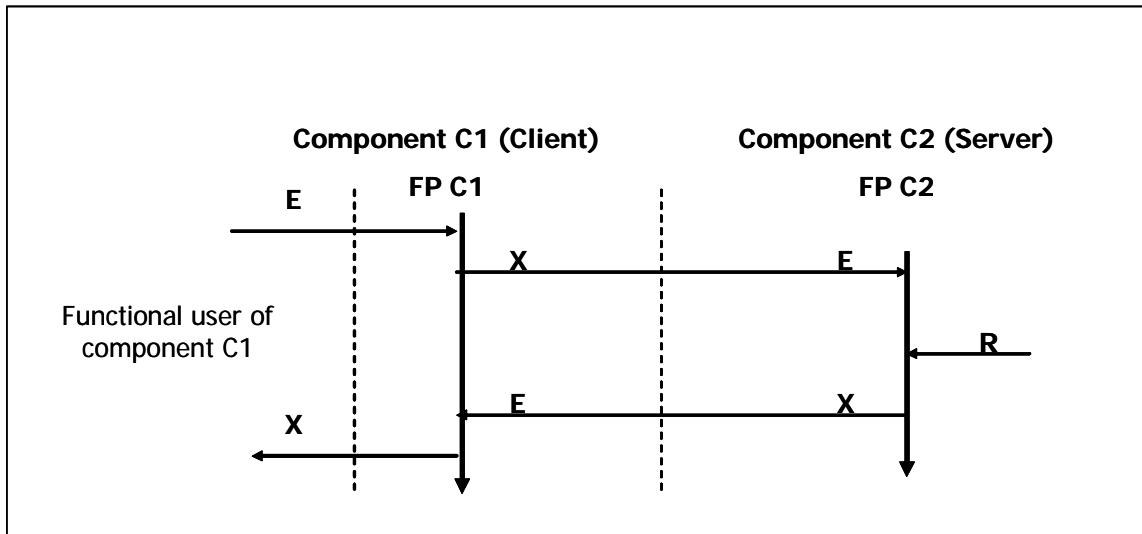 Component C1 (Client)
Component C2 (Server)
FP C1
FP C2
E
X
E
Functional user of
component C1
R
E
X
X